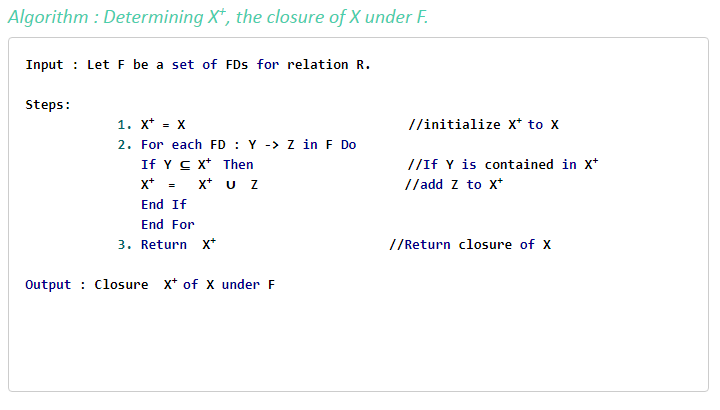 Algorithm : Determining X⁺, the closure of X under F.
Input : Let F be a set of FDs for relation R.
Steps:
1. X⁺ = X //initialize X⁺ to X
2. For each FD : Y -> Z in F Do
If Y ⊆ X⁺ Then //If Y is contained in X⁺
X⁺ = X⁺ ∪ Z //add Z to X⁺
End If
End For
3. Return X⁺ //Return closure of X
Output : Closure X⁺ of X under F